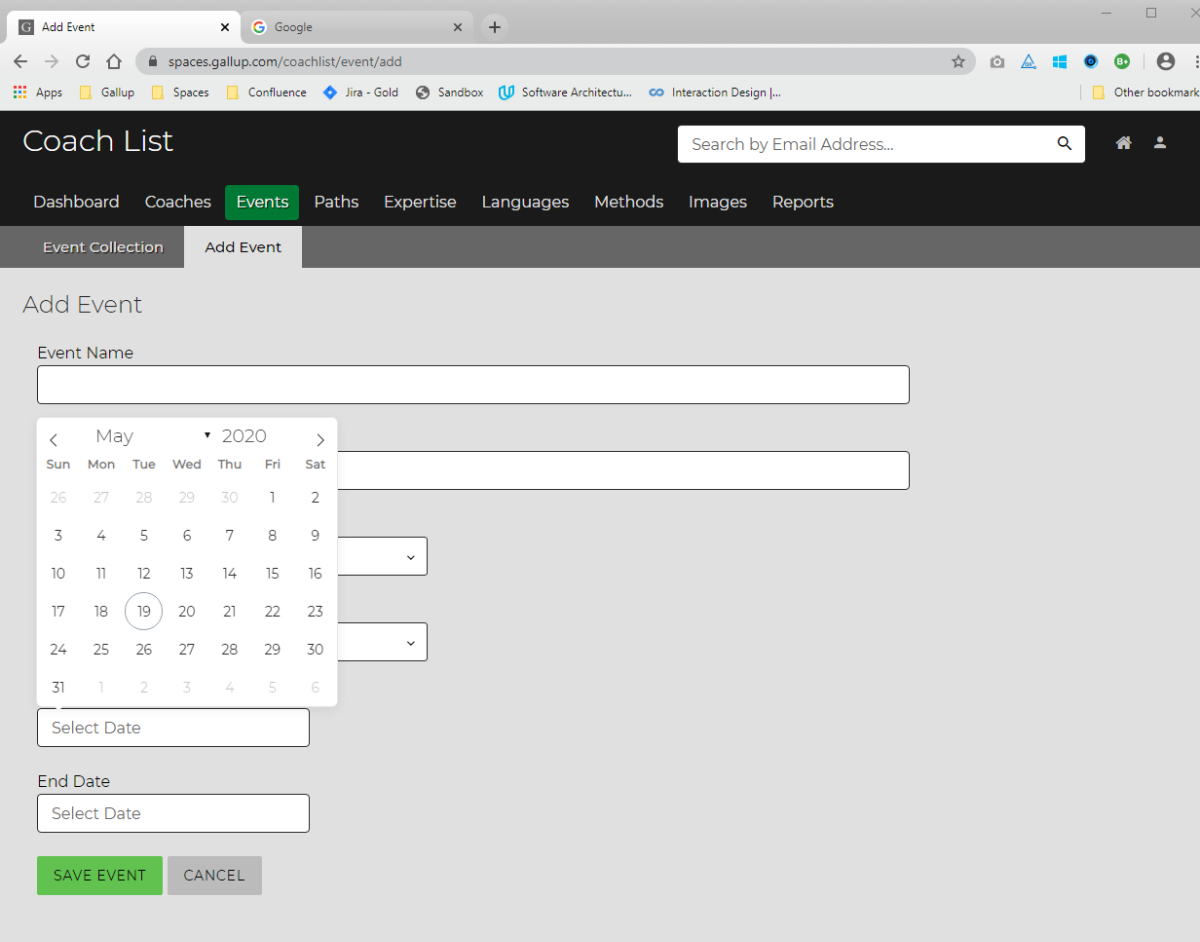 G Add Event
Google
spaces.gallup.com/coachlist/event/add
B+
Apps Gallup Spaces Confluence Jira - Gold Sandbox Software Architectu... Interaction Design |... Other bookmark
Coach List
Search by Email Address...
Dashboard Coaches Events Paths Expertise Languages Methods Images Reports
Event Collection Add Event
Add Event
Event Name
May 2020
Sun Mon Tue Wed Thu Fri Sat
26 27 28 29 30 1 2
3 4 5 6 7 8 9
10 11 12 13 14 15 16
17 18 19 20 21 22 23
24 25 26 27 28 29 30
31 1 2 3 4 5 6
Select Date
End Date
Select Date
SAVE EVENT CANCEL